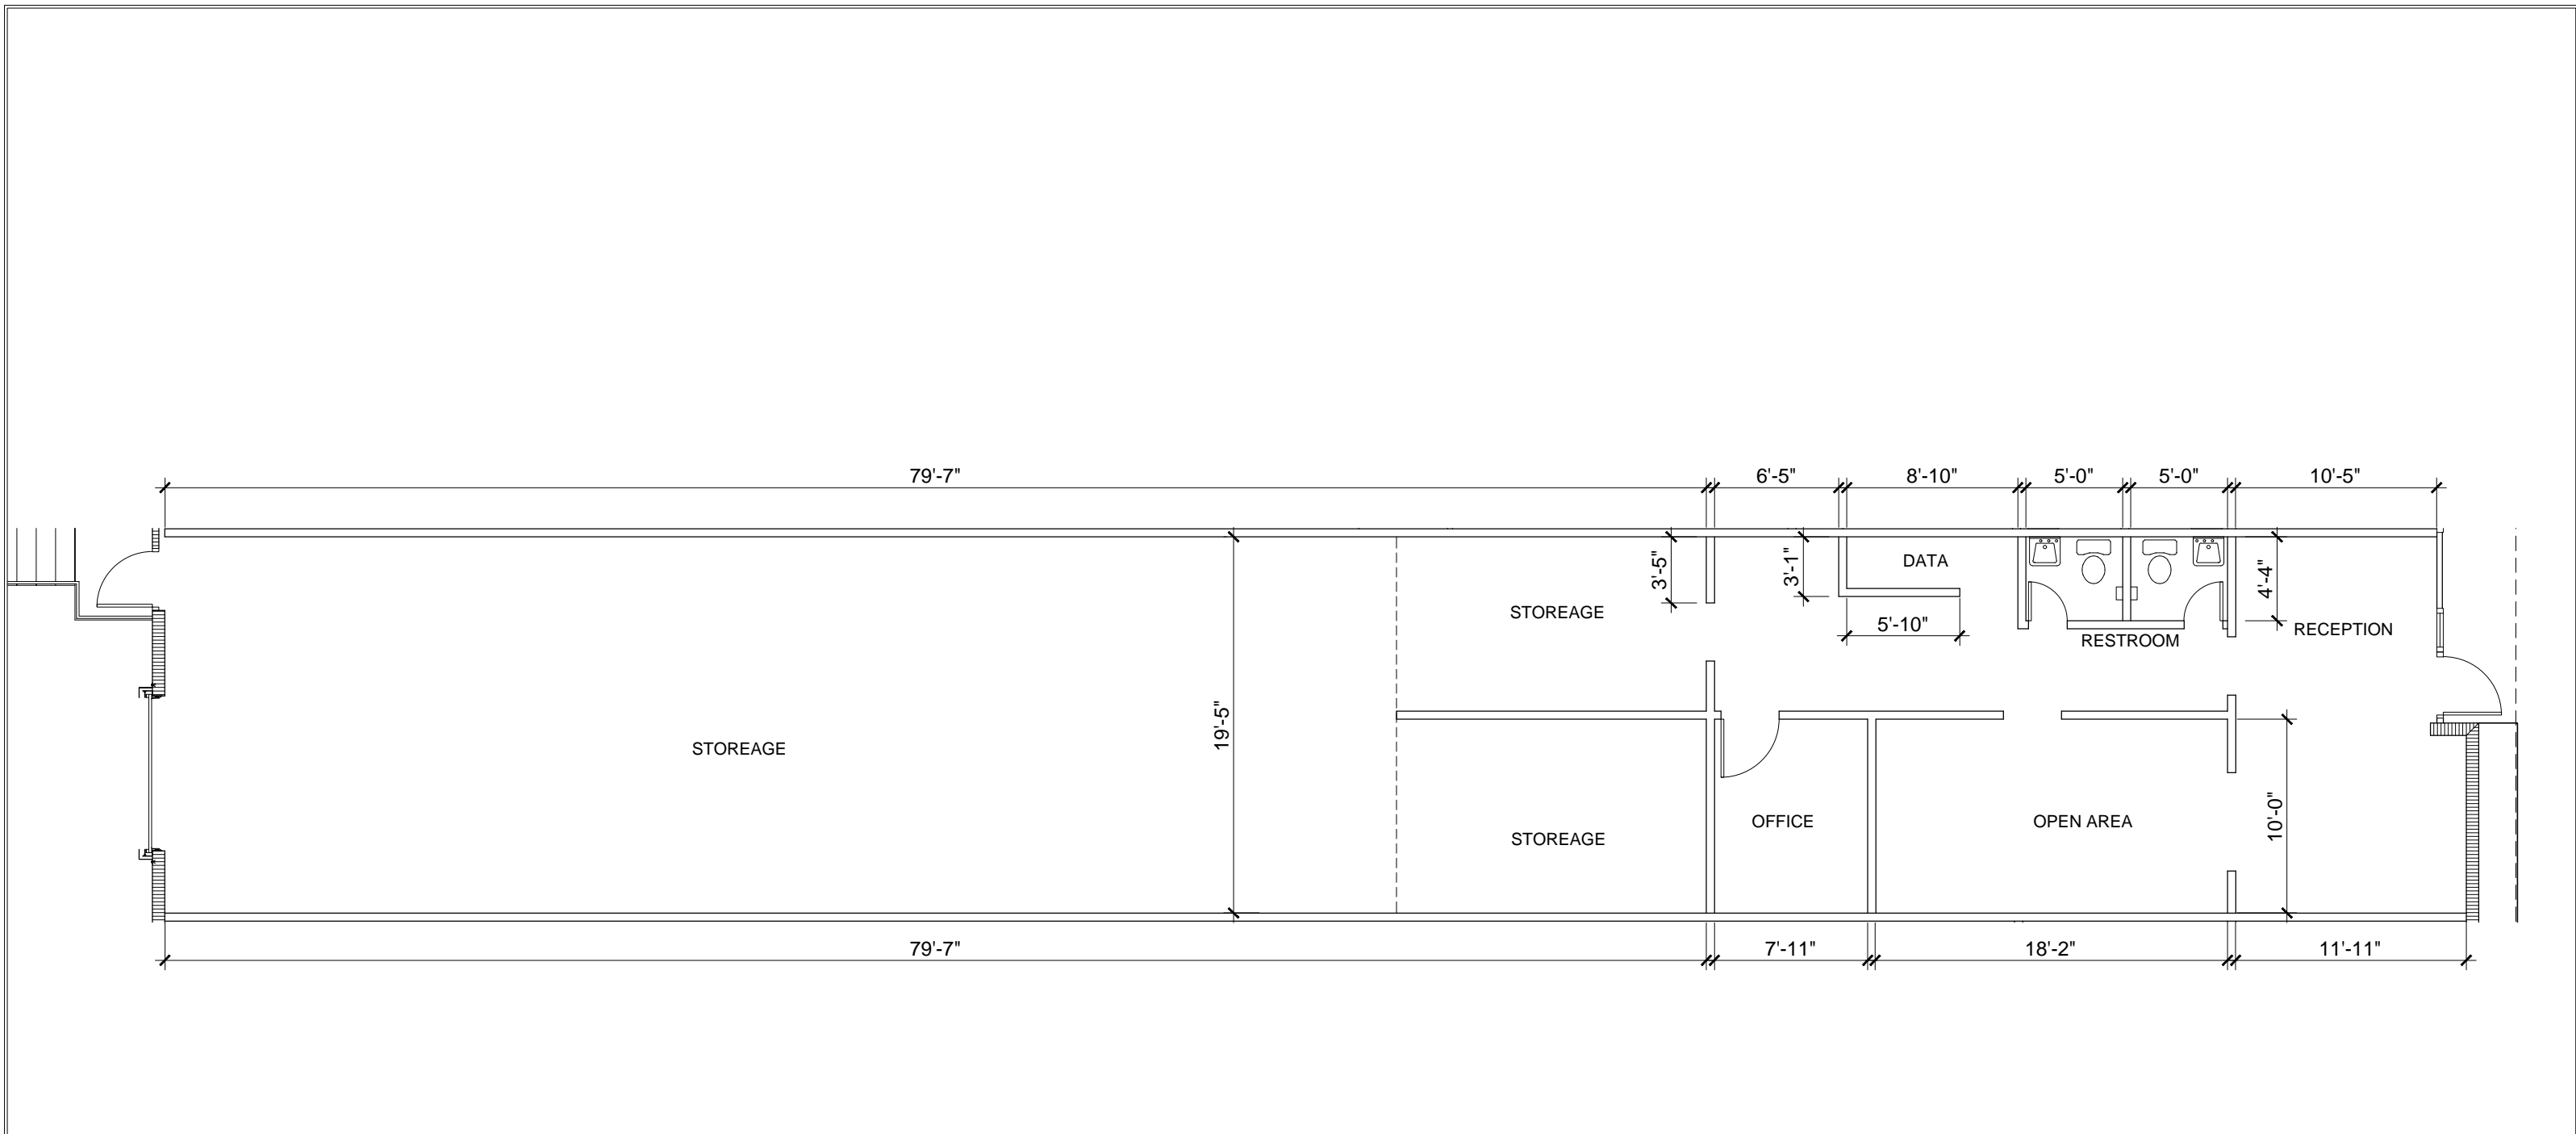 79'-7"
6'-5"
8'-10"
5'-0"
5'-0"
10'-5"
3'-5"
3'-1"
DATA
4'-4"
STOREAGE
5'-10"
RESTROOM
RECEPTION
19'-5"
STOREAGE
STOREAGE
OFFICE
OPEN AREA
10'-0"
79'-7"
7'-11"
18'-2"
11'-11"